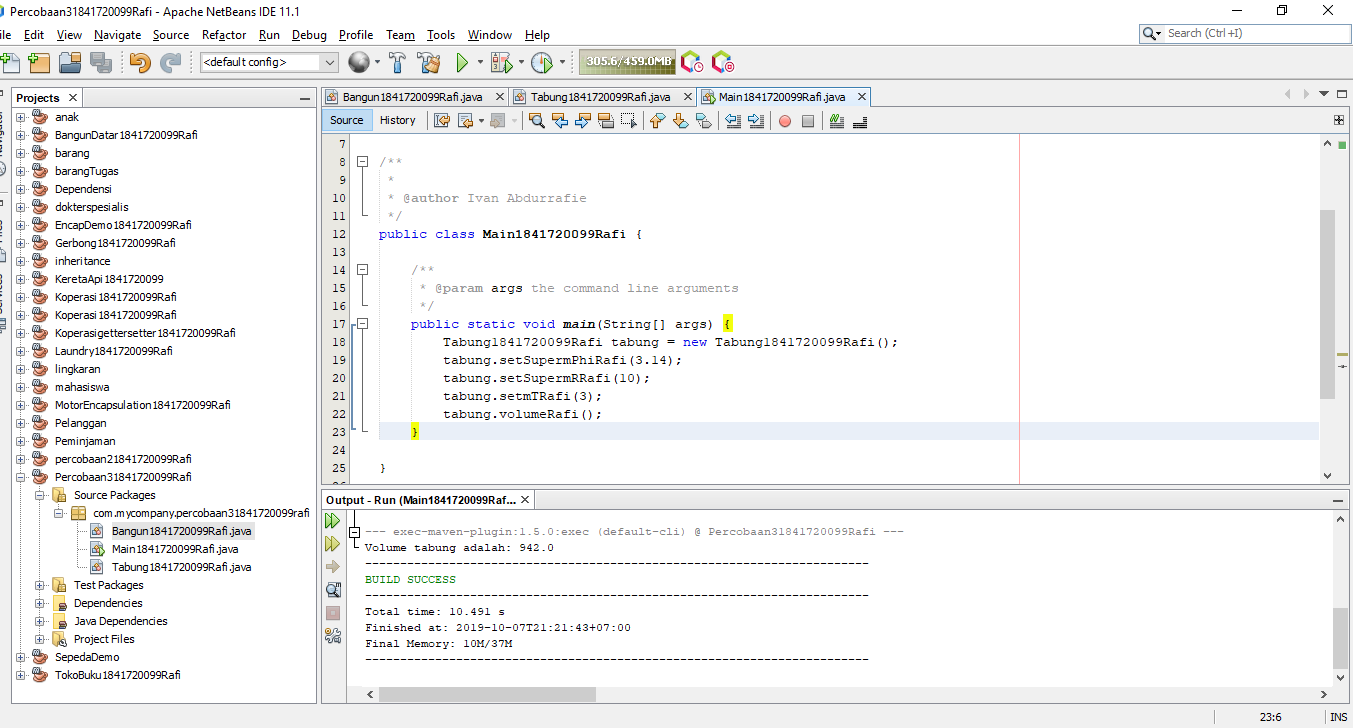 Percobaan31841720099Rafi - Apache NetBeans IDE 11.1
ile Edit View Navigate Source Refactor Run Debug Profile Team Tools Window Help
Search (Ctrl+I)
<default config>
305.6/459.0MB
Projects
anak
BangunDatar1841720099Rafi
barang
barangTugas
Dependensi
dokterspesialis
EncapDemo1841720099Rafi
Gerbong1841720099Rafi
inheritance
KeretaApi1841720099
Koperasi1841720099Rafi
Koperasi1841720099Rafi
Koperasigettersetter1841720099Rafi
Laundry1841720099Rafi
lingkaran
mahasiswa
MotorEncapsulation1841720099Rafi
Pelanggan
Peminjaman
percobaan21841720099Rafi
Percobaan31841720099Rafi
Source Packages
com.mycompany.percobaan31841720099rafi
Bangun1841720099Rafi.java
Main1841720099Rafi.java
Tabung1841720099Rafi.java
Test Packages
Dependencies
Java Dependencies
Project Files
SepedaDemo
TokoBuku1841720099Rafi
Bangun1841720099Rafi.java Tabung1841720099Rafi.java Main1841720099Rafi.java
Source History
7
8 /**
9 *
10 * @author Ivan Abdurrafie
11 */
12 public class Main1841720099Rafi {
13
14 /**
15 * @param args the command line arguments
16 */
17 public static void main(String[] args) {
18 Tabung1841720099Rafi tabung = new Tabung1841720099Rafi();
19 tabung.setSupermPhiRafi(3.14);
20 tabung.setSupermRRafi(10);
21 tabung.setmTRafi(3);
22 tabung.volumeRafi();
23 }
24
25 }
Output - Run (Main1841720099Raf...
--- exec-maven-plugin:1.5.0:exec (default-cli) @ Percobaan31841720099Rafi ---
Volume tabung adalah: 942.0
------------------------------------------------------------------------
BUILD SUCCESS
------------------------------------------------------------------------
Total time: 10.491 s
Finished at: 2019-10-07T21:21:43+07:00
Final Memory: 10M/37M
------------------------------------------------------------------------
23:6 INS